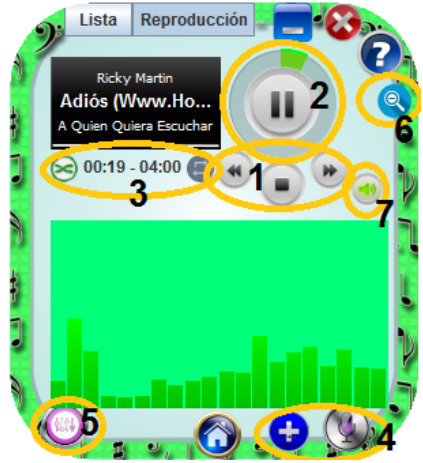 Lista Reproducción
?
Ricky Martin
Adiós (Www.Ho...
A Quien Quiera Escuchar
2
6
00:19 - 04:00
1
3
7
5
4